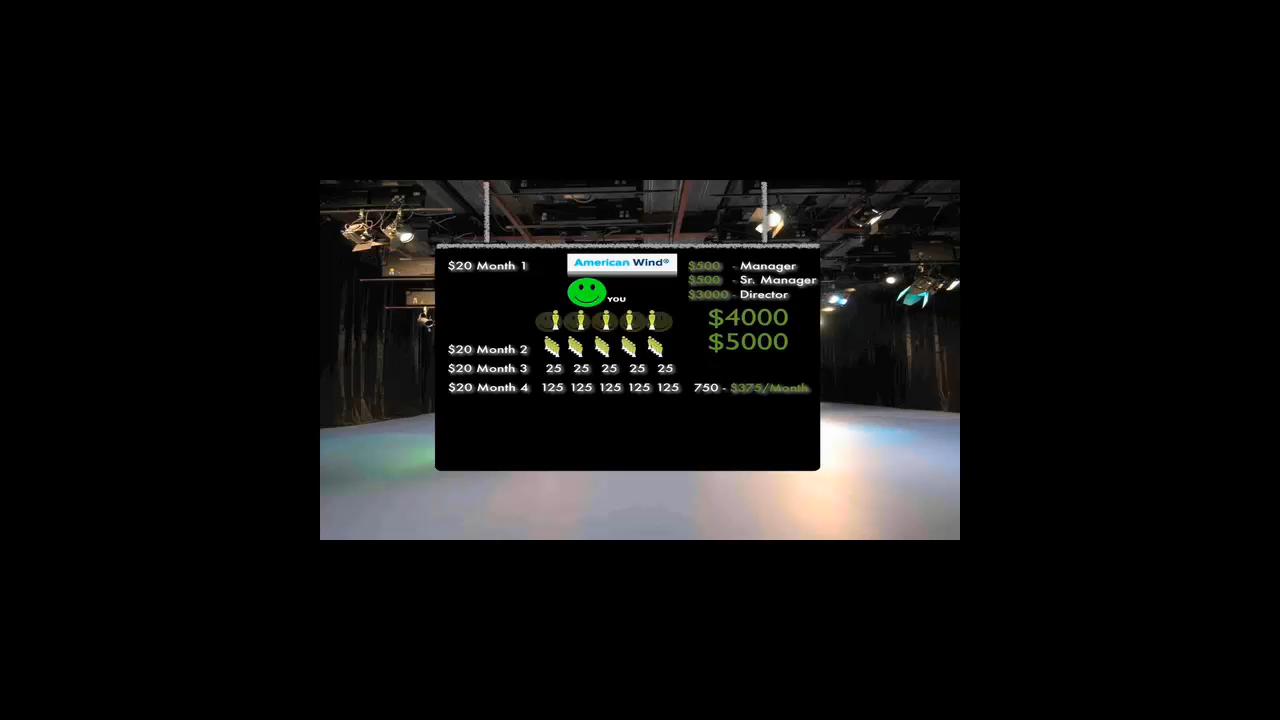 $20 Month 1
American Wind®
$500 - Manager
$500 - Sr. Manager
$3000 - Director
YOU
$4000
$5000
$20 Month 2
$20 Month 3 25 25 25 25 25
$20 Month 4 125 125 125 125 125 750 - $375/Month